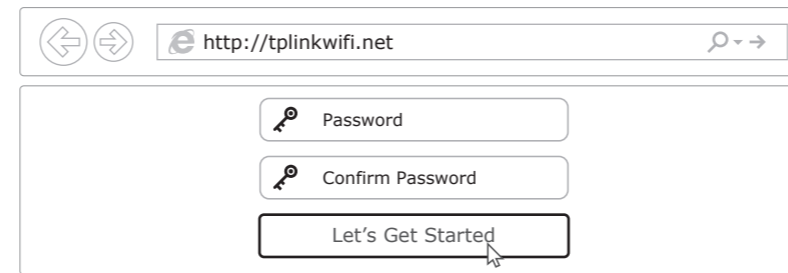 http://tplinkwifi.net
Password
Confirm Password
Let’s Get Started